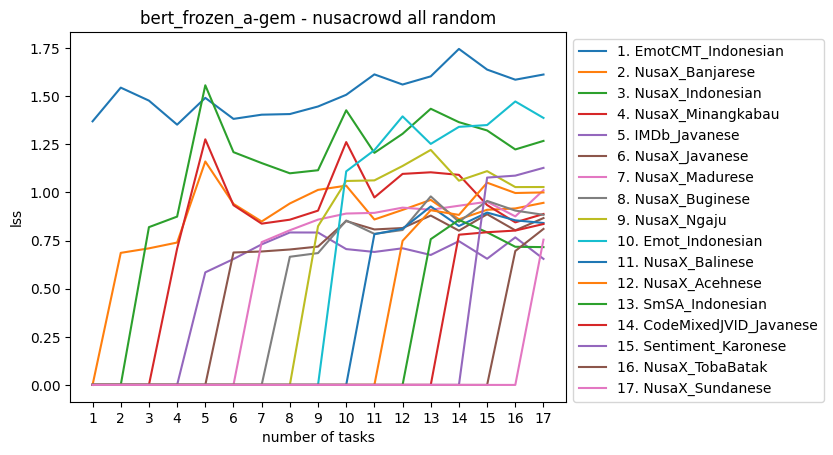 bert_frozen_a-gem - nusacrowd all random
lss
1.75
1.50
1.25
1.00
0.75
0.50
0.25
0.00
1 2 3 4 5 6 7 8 9 10 11 12 13 14 15 16 17
number of tasks
1. EmotCMT_Indonesian
2. NusaX_Banjarese
3. NusaX_Indonesian
4. NusaX_Minangkabau
5. IMDb_Javanese
6. NusaX_Javanese
7. NusaX_Madurese
8. NusaX_Buginese
9. NusaX_Ngaju
10. Emot_Indonesian
11. NusaX_Balinese
12. NusaX_Acehnese
13. SmSA_Indonesian
14. CodeMixedJVID_Javanese
15. Sentiment_Karonese
16. NusaX_TobaBatak
17. NusaX_Sundanese